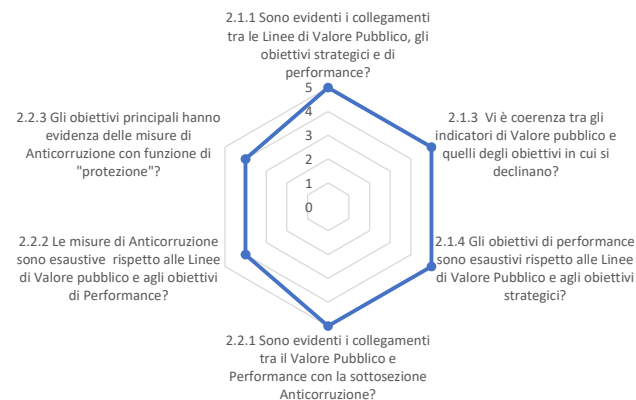 2.1.1 Sono evidenti i collegamenti
tra le Linee di Valore Pubblico, gli
obiettivi strategici e di
performance?
2.1.3  Vi è coerenza tra gli
indicatori di Valore pubblico e
quelli degli obiettivi in cui si
declinano?
2.1.4 Gli obiettivi di performance
sono esaustivi rispetto alle Linee
di Valore Pubblico e agli obiettivi
strategici?
2.2.1 Sono evidenti i collegamenti
tra il Valore Pubblico e
Performance con la sottosezione
Anticorruzione?
2.2.2 Le misure di Anticorruzione
sono esaustive  rispetto alle Linee
di Valore pubblico e agli obiettivi
di Performance?
2.2.3 Gli obiettivi principali hanno
evidenza delle misure di
Anticorruzione con funzione di
"protezione"?
5
4
3
2
1
0